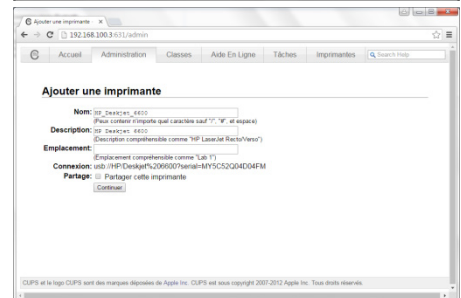 Ajouter une imprimante
192.168.100.3:631/admin
Accueil Administration Classes Aide En Ligne Tâches Imprimantes Search Help
Ajouter une imprimante
Nom: HP_Deskjet_6600
(Peux contenir n'importe quel caractère sauf "/", "#", et espace)
Description: HP Deskjet 6600
(Description compréhensible comme "HP LaserJet Recto/Verso")
Emplacement:
(Emplacement compréhensible comme "Lab 1")
Connexion: usb://HP/Deskjet%206600?serial=MY5C52Q04D04FM
Partage: Partager cette imprimante
Continuer
CUPS et le logo CUPS sont des marques déposées de Apple Inc. CUPS est sous copyright 2007-2012 Apple Inc. Tous droits réservés.